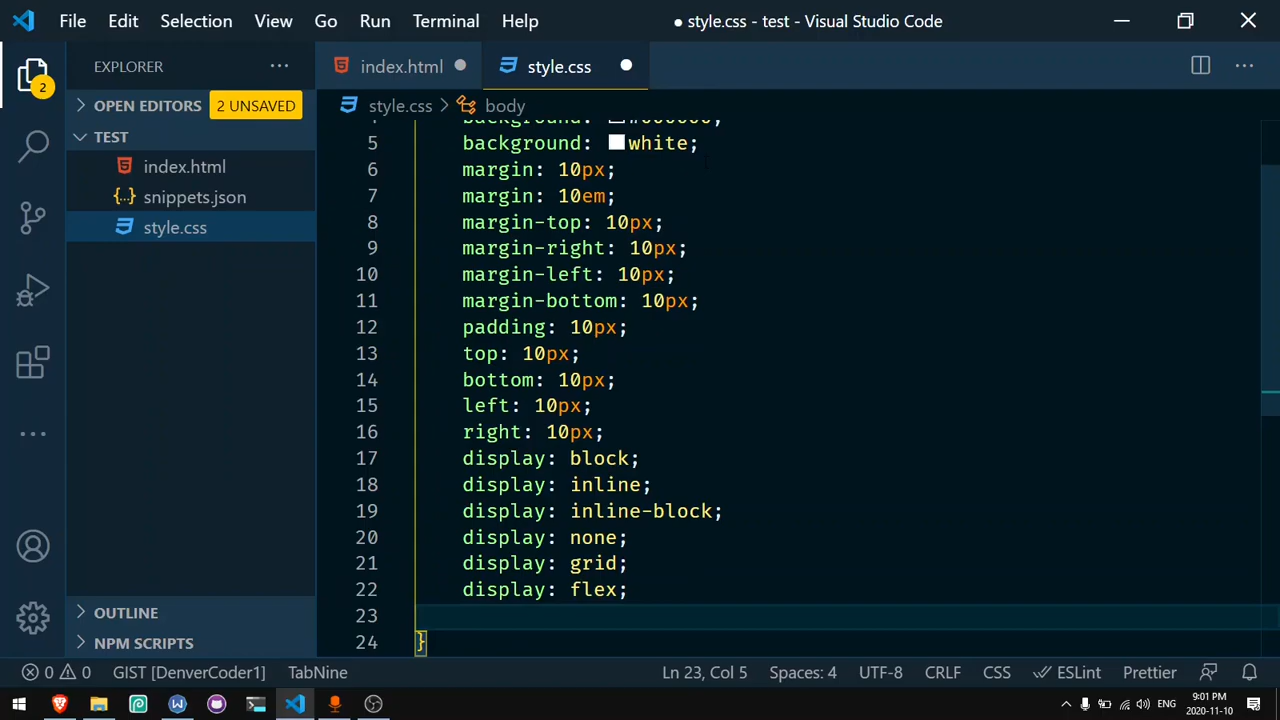 File Edit Selection View Go Run Terminal Help
● style.css - test - Visual Studio Code
EXPLORER
2
OPEN EDITORS 2 UNSAVED
TEST
index.html
snippets.json
style.css
OUTLINE
NPM SCRIPTS
index.html style.css
style.css > body
5 background: white;
6 margin: 10px;
7 margin: 10em;
8 margin-top: 10px;
9 margin-right: 10px;
10 margin-left: 10px;
11 margin-bottom: 10px;
12 padding: 10px;
13 top: 10px;
14 bottom: 10px;
15 left: 10px;
16 right: 10px;
17 display: block;
18 display: inline;
19 display: inline-block;
20 display: none;
21 display: grid;
22 display: flex;
23
24 }
0 0 GIST [DenverCoder1] TabNine Ln 23, Col 5 Spaces: 4 UTF-8 CRLF CSS ESLint Prettier
ENG 9:01 PM
2020-11-10